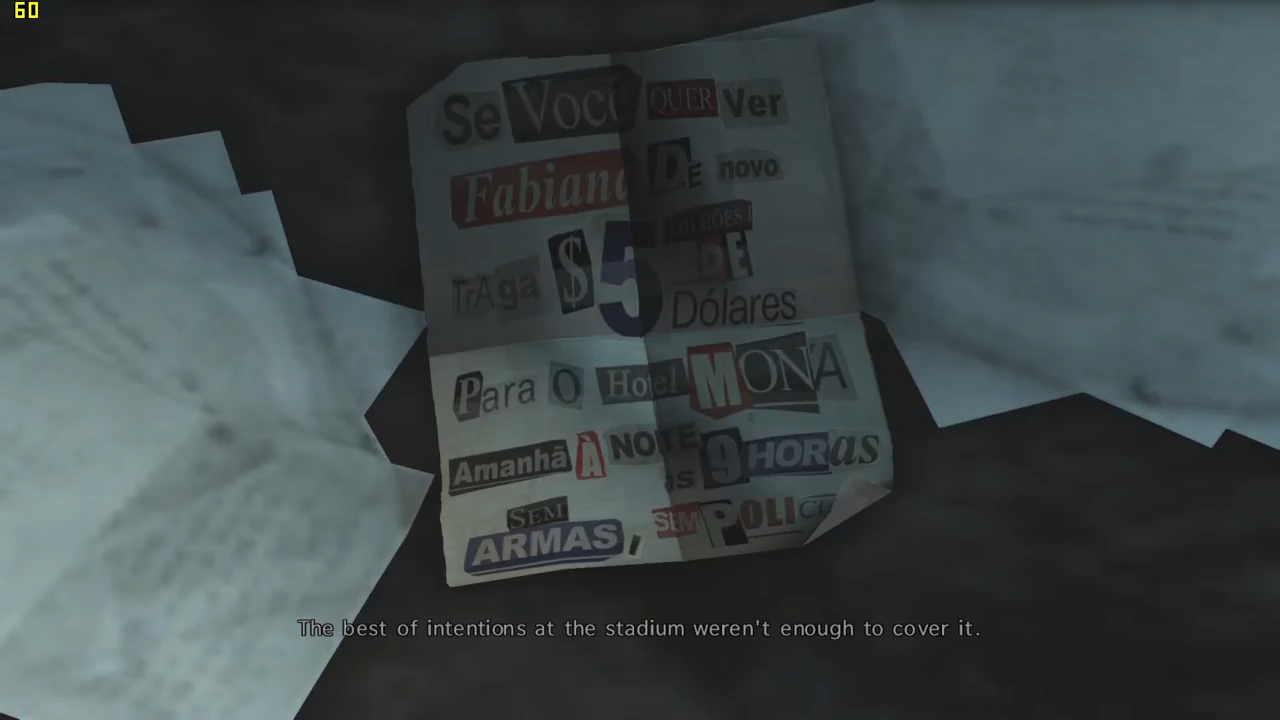 60
Se Você QUER Ver
Fabiana DE novo
TrAga $5 MILHÕES DE Dólares
Para O Hotel MONA
Amanhã À NOITE às 9 HORas
SEM ARMAS, SEM POLI
The best of intentions at the stadium weren't enough to cover it.